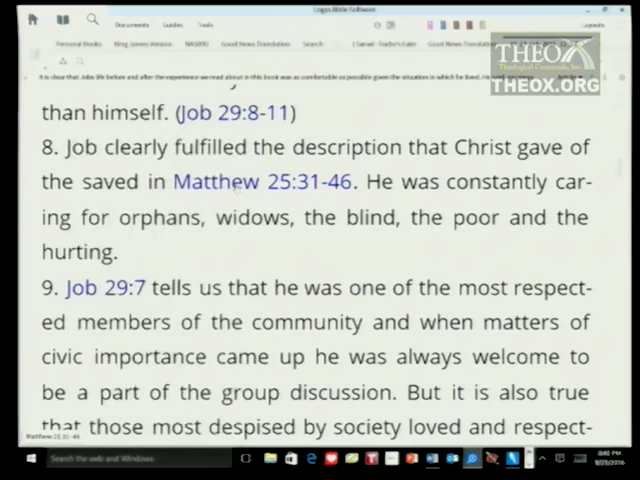 Logos Bible Software
Documents Guides Tools Layouts
Personal Books King James Version NASB95 Good News Translation Search
Good News Translation
THEOX
THEOX.ORG
than himself. (Job 29:8-11)
8. Job clearly fulfilled the description that Christ gave of
the saved in Matthew 25:31-46. He was constantly car-
ing for orphans, widows, the blind, the poor and the
hurting.
9. Job 29:7 tells us that he was one of the most respect-
ed members of the community and when matters of
civic importance came up he was always welcome to
be a part of the group discussion. But it is also true
that those most despised by society loved and respect-
Matthew 25:31-46
Search the web and Windows